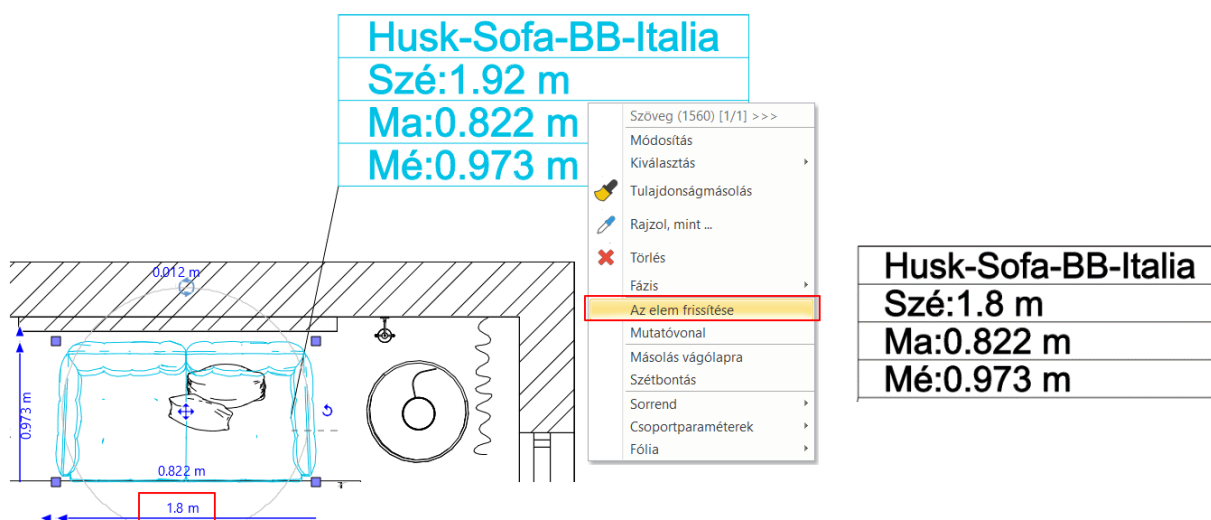 Husk-Sofa-BB-Italia
Szé:1.92 m
Ma:0.822 m
Mé:0.973 m
Szöveg (1560) [1/1] >>>
Módosítás
Kiválasztás
Tulajdonságmásolás
Rajzol, mint ...
Törlés
Fázis
Az elem frissítése
Mutatóvonal
Másolás vágólapra
Szétbontás
Sorrend
Csoportparaméterek
Fólia
0.012 m
0.973 m
0.822 m
1.8 m
Husk-Sofa-BB-Italia
Szé:1.8 m
Ma:0.822 m
Mé:0.973 m